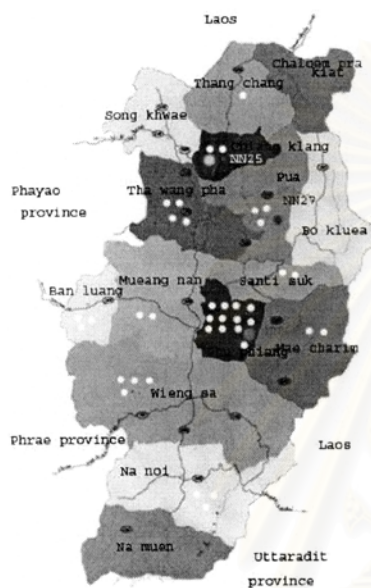 Laos
Chaloem pra
kiat
Thang chang
Song khwae
Chiang klang
NN25
Pua
Tha wang pha
NN27
Phayao
province
Bo kluea
Mueang nan
Santi suk
Ban luang
Phu phiang
Mae charim
Wieng sa
Phrae province
Laos
Na noi
Na muen
Uttaradit
province